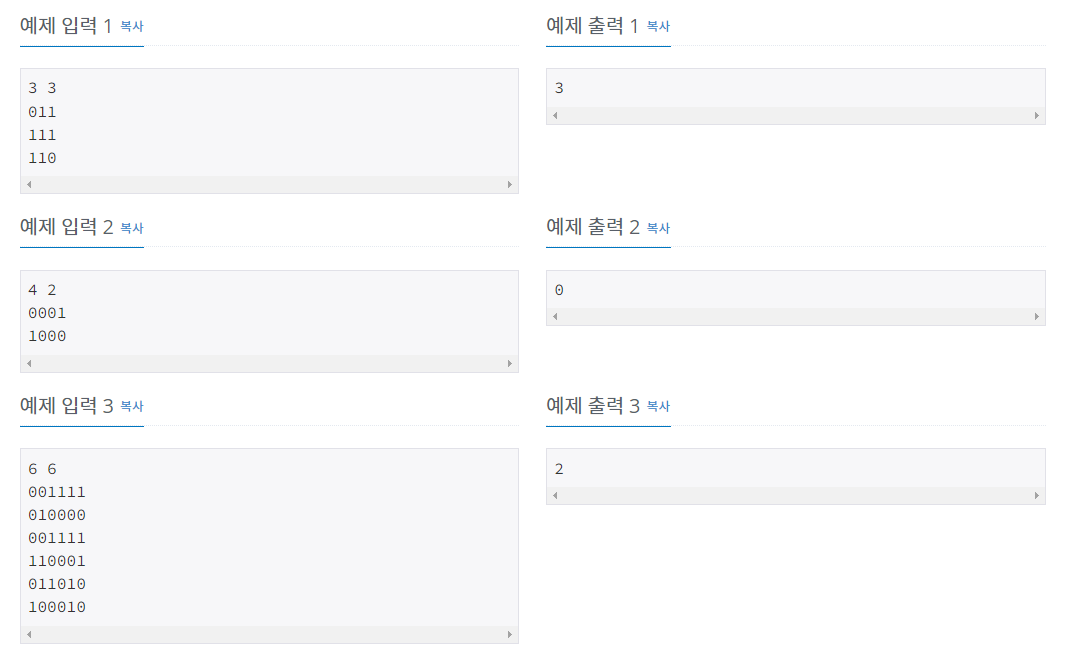 예제 입력 1 복사
3 3
011
111
110
예제 출력 1 복사
3
예제 입력 2 복사
4 2
0001
1000
예제 출력 2 복사
0
예제 입력 3 복사
6 6
001111
010000
001111
110001
011010
100010
예제 출력 3 복사
2